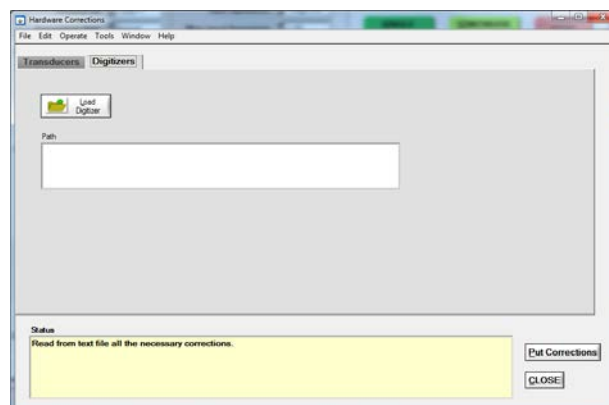 Hardware Corrections
File Edit Operate Tools Window Help
Transducers Digitizers
Load
Digitizer
Path
Status
Read from text file all the necessary corrections.
Put Corrections
CLOSE